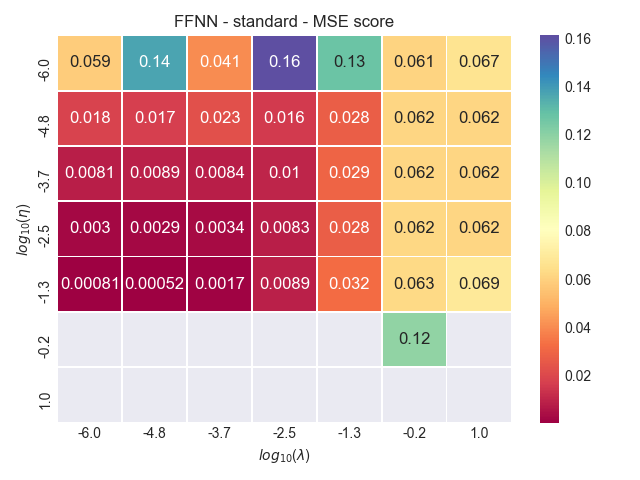 FFNN - standard - MSE score
-6.0 0.059 0.14 0.041 0.16 0.13 0.061 0.067
-4.8 0.018 0.017 0.023 0.016 0.028 0.062 0.062
-3.7 0.0081 0.0089 0.0084 0.01 0.029 0.062 0.062
-2.5 0.003 0.0029 0.0034 0.0083 0.028 0.062 0.062
-1.3 0.00081 0.00052 0.0017 0.0089 0.032 0.063 0.069
-0.2 0.12
1.0
log10(η)
-6.0 -4.8 -3.7 -2.5 -1.3 -0.2 1.0
log10(λ)
0.16
0.14
0.12
0.10
0.08
0.06
0.04
0.02